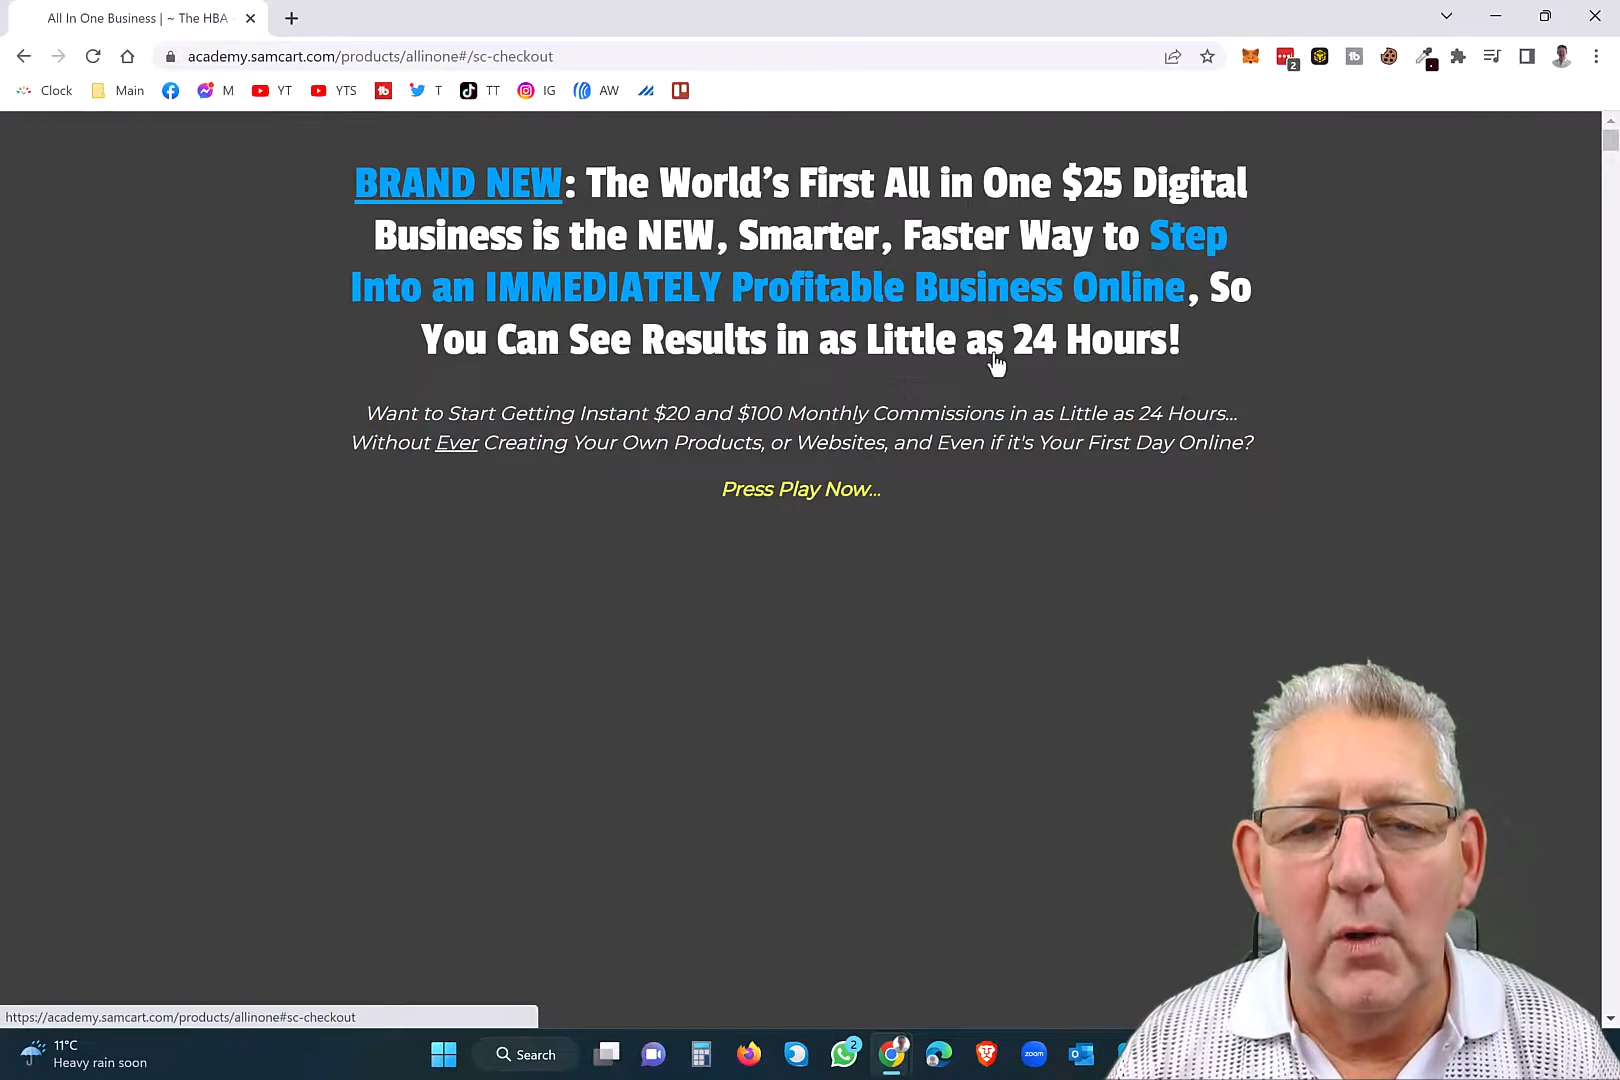 All In One Business | ~ The HBA
academy.samcart.com/products/allinone#/sc-checkout
2
Clock Main M YT YTS T TT IG AW
BRAND NEW: The World's First All in One $25 Digital
Business is the NEW, Smarter, Faster Way to Step
Into an IMMEDIATELY Profitable Business Online, So
You Can See Results in as Little as 24 Hours!
Want to Start Getting Instant $20 and $100 Monthly Commissions in as Little as 24 Hours...
Without Ever Creating Your Own Products, or Websites, and Even if it's Your First Day Online?
Press Play Now...
https://academy.samcart.com/products/allinone#sc-checkout
11°C
Heavy rain soon
Search
2
zoom